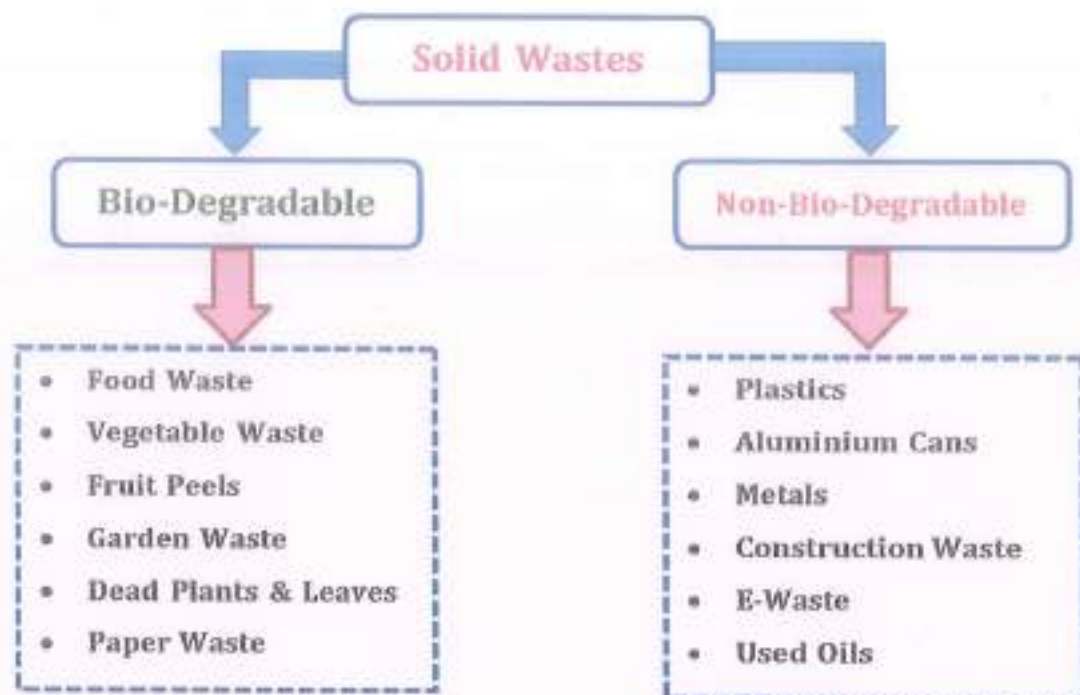 Solid Wastes
Bio-Degradable
Non-Bio-Degradable
• Food Waste
• Vegetable Waste
• Fruit Peels
• Garden Waste
• Dead Plants & Leaves
• Paper Waste
• Plastics
• Aluminium Cans
• Metals
• Construction Waste
• E-Waste
• Used Oils